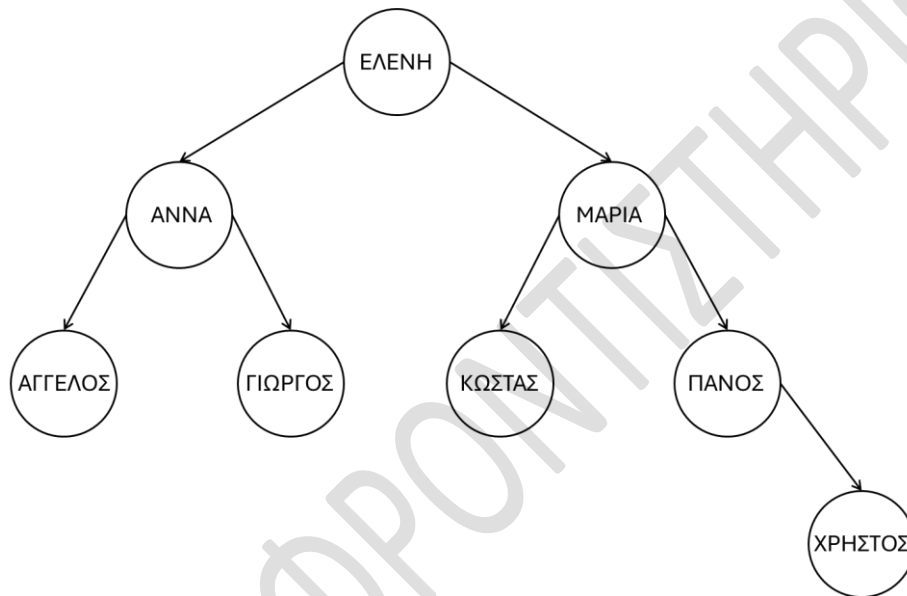 ΕΛΕΝΗ
ΑΝΝΑ
ΜΑΡΙΑ
ΑΓΓΕΛΟΣ
ΓΙΩΡΓΟΣ
ΚΩΣΤΑΣ
ΠΑΝΟΣ
ΧΡΗΣΤΟΣ